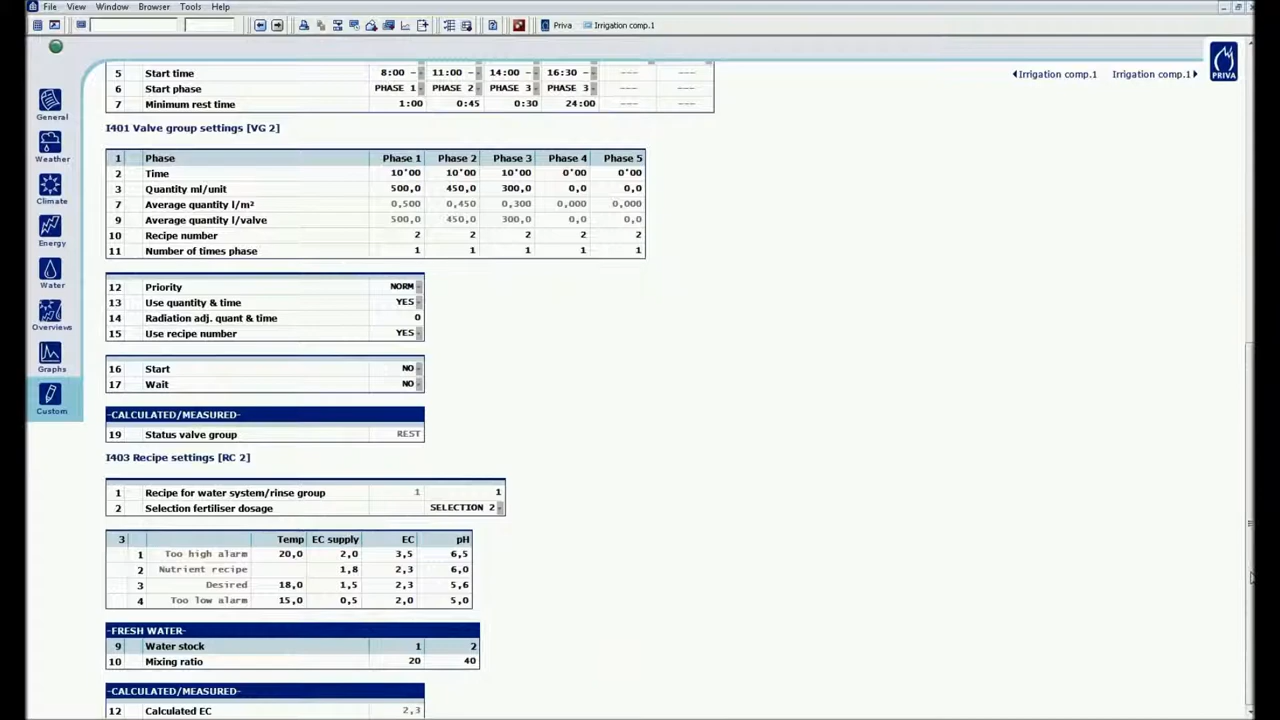 File View Window Browser Tools Help
Priva Irrigation comp.1
Irrigation comp.1 Irrigation comp.1
PRIVA
General
Weather
Climate
Energy
Water
Overviews
Graphs
Custom
5 Start time 8:00 11:00 14:00 16:30 --- ---
6 Start phase PHASE 1 PHASE 2 PHASE 3 PHASE 3 --- ---
7 Minimum rest time 1:00 0:45 0:30 24:00 --- ---
I401 Valve group settings [VG 2]
1 Phase Phase 1 Phase 2 Phase 3 Phase 4 Phase 5
2 Time 10'00 10'00 10'00 0'00 0'00
3 Quantity ml/unit 500,0 450,0 300,0 0,0 0,0
7 Average quantity l/m² 0,500 0,450 0,300 0,000 0,000
9 Average quantity l/valve 500,0 450,0 300,0 0,0 0,0
10 Recipe number 2 2 2 2 2
11 Number of times phase 1 1 1 1 1
12 Priority NORM
13 Use quantity & time YES
14 Radiation adj. quant & time 0
15 Use recipe number YES
16 Start NO
17 Wait NO
-CALCULATED/MEASURED-
19 Status valve group REST
I403 Recipe settings [RC 2]
1 Recipe for water system/rinse group 1 1
2 Selection fertiliser dosage SELECTION 2
3 Temp EC supply EC pH
1 Too high alarm 20,0 2,0 3,5 6,5
2 Nutrient recipe 1,8 2,3 6,0
3 Desired 18,0 1,5 2,3 5,6
4 Too low alarm 15,0 0,5 2,0 5,0
-FRESH WATER-
9 Water stock 1 2
10 Mixing ratio 20 40
-CALCULATED/MEASURED-
12 Calculated EC 2,3